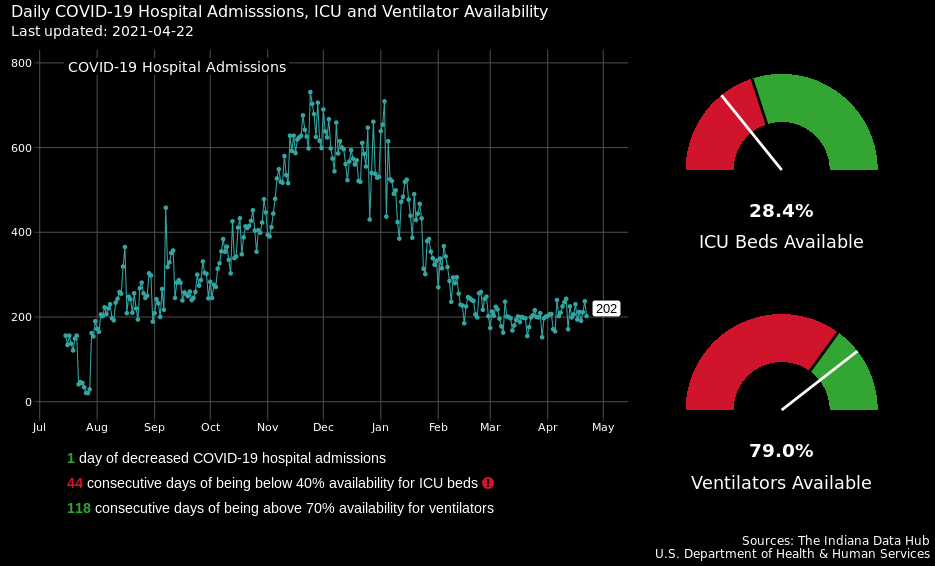 Daily COVID-19 Hospital Admisssions, ICU and Ventilator Availability
Last updated: 2021-04-22
COVID-19 Hospital Admissions
800
600
400
200
0
202
Jul Aug Sep Oct Nov Dec Jan Feb Mar Apr May
1 day of decreased COVID-19 hospital admissions
44 consecutive days of being below 40% availability for ICU beds !
118 consecutive days of being above 70% availability for ventilators
28.4%
ICU Beds Available
79.0%
Ventilators Available
Sources: The Indiana Data Hub
U.S. Department of Health & Human Services